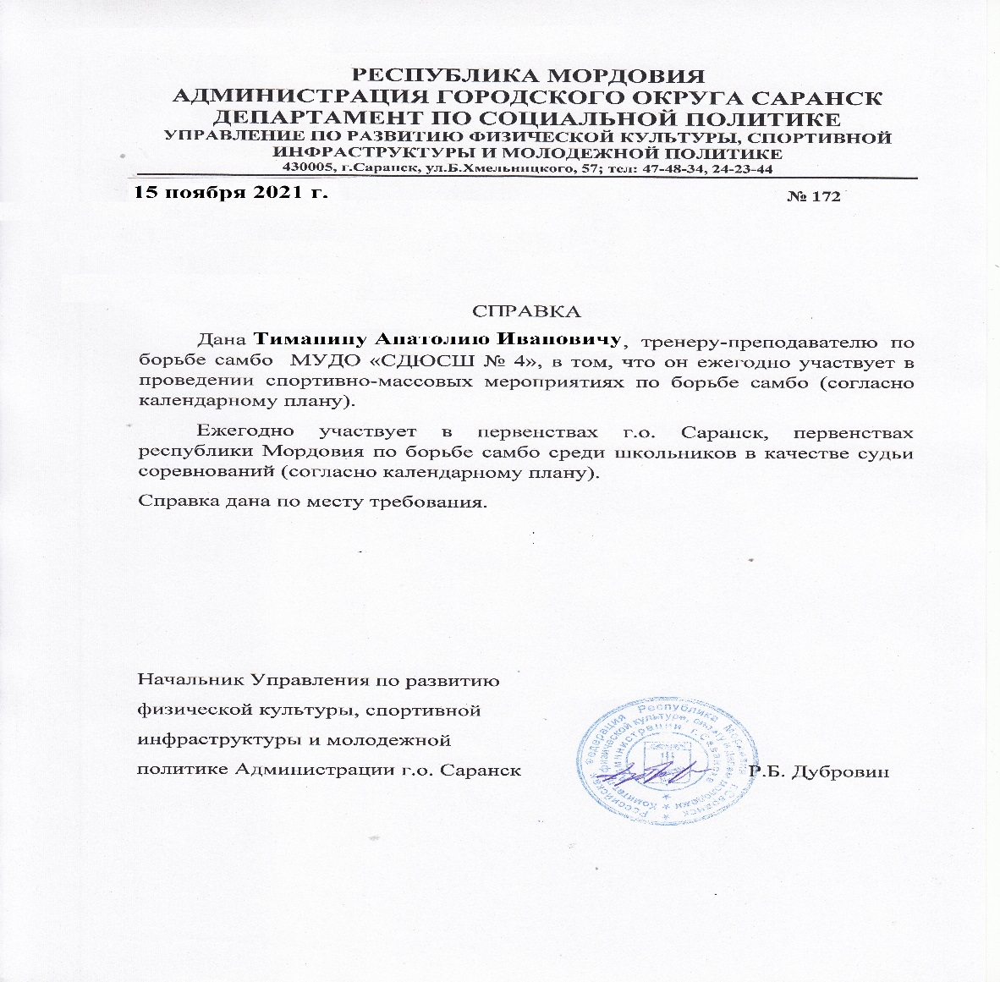 РЕСПУБЛИКА МОРДОВИЯ
АДМИНИСТРАЦИЯ ГОРОДСКОГО ОКРУГА САРАНСК
ДЕПАРТАМЕНТ ПО СОЦИАЛЬНОЙ ПОЛИТИКЕ
УПРАВЛЕНИЕ ПО РАЗВИТИЮ ФИЗИЧЕСКОЙ КУЛЬТУРЫ, СПОРТИВНОЙ
ИНФРАСТРУКТУРЫ И МОЛОДЕЖНОЙ ПОЛИТИКЕ
430005, г.Саранск, ул.Б.Хмельницкого, 57; тел: 47-48-34, 24-23-44
15 ноября 2021 г.
№ 172
СПРАВКА
Дана Тиманину Анатолию Ивановичу, тренеру-преподавателю по
борьбе самбо МУДО «СДЮСШ № 4», в том, что он ежегодно участвует в
проведении спортивно-массовых мероприятиях по борьбе самбо (согласно
календарному плану).
Ежегодно участвует в первенствах г.о. Саранск, первенствах
республики Мордовия по борьбе самбо среди школьников в качестве судьи
соревнований (согласно календарному плану).
Справка дана по месту требования.
Начальник Управления по развитию
физической культуры, спортивной
инфраструктуры и молодежной
политике Администрации г.о. Саранск
Р.Б. Дубровин
Российская Федерация Республика Мордовия г.Саранск